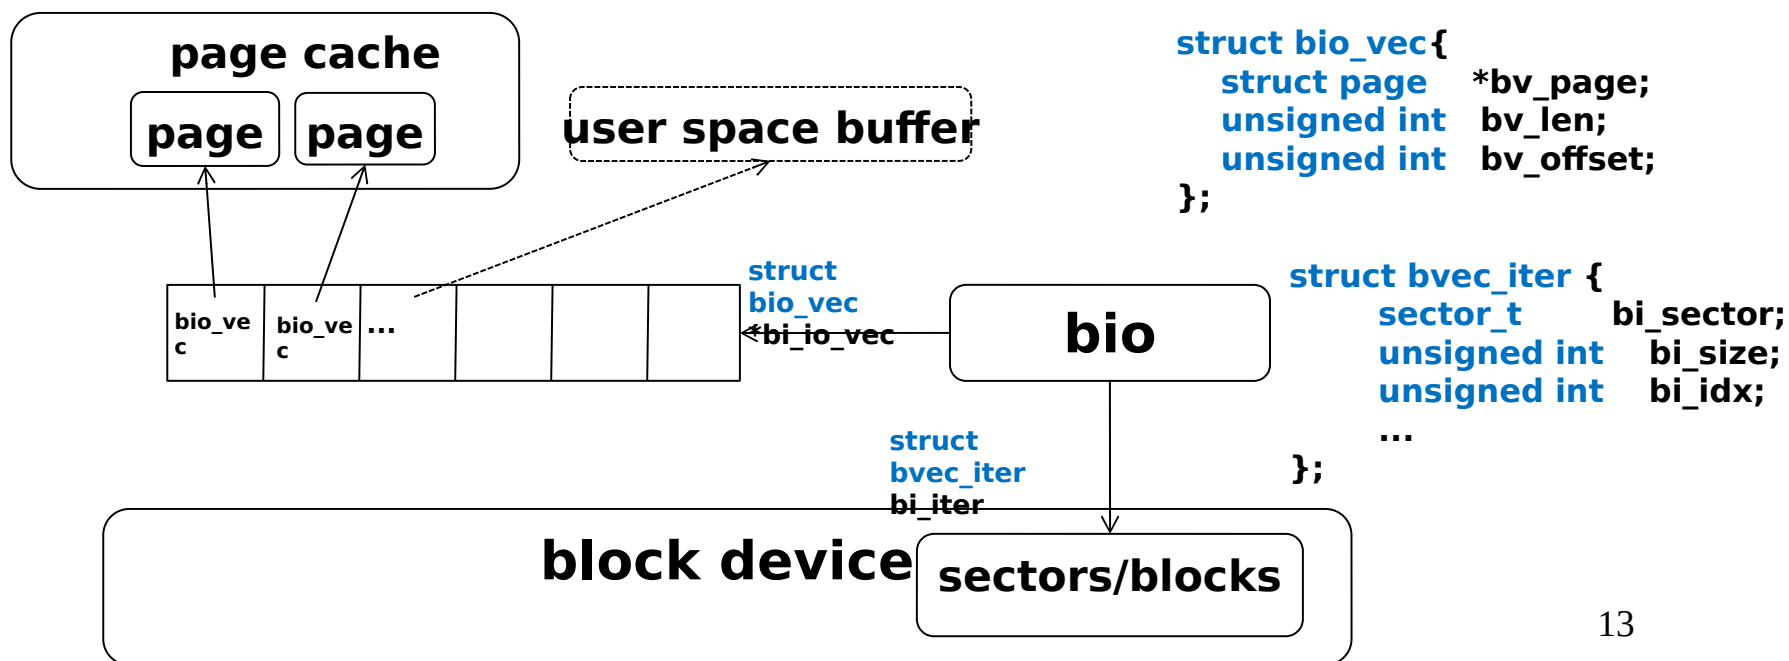 page cache
page
page
user space buffer
struct bio_vec{
struct page *bv_page;
unsigned int bv_len;
unsigned int bv_offset;
};
bio_ve
c
bio_ve
c
...
struct
bio_vec
*bi_io_vec
bio
struct bvec_iter {
sector_t bi_sector;
unsigned int bi_size;
unsigned int bi_idx;
...
};
struct
bvec_iter
bi_iter
block device
sectors/blocks
13